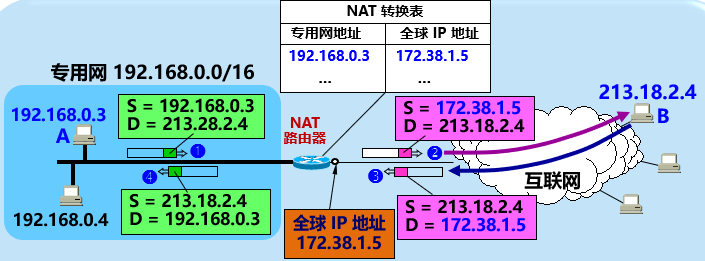 NAT 转换表
专用网地址 全球 IP 地址
192.168.0.3 172.38.1.5
... ...
专用网 192.168.0.0/16
192.168.0.3
A
S = 192.168.0.3
D = 213.28.2.4
NAT
路由器
S = 172.38.1.5
D = 213.18.2.4
213.18.2.4
B
1
2
4
3
互联网
192.168.0.4
S = 213.18.2.4
D = 192.168.0.3
全球 IP 地址
172.38.1.5
S = 213.18.2.4
D = 172.38.1.5